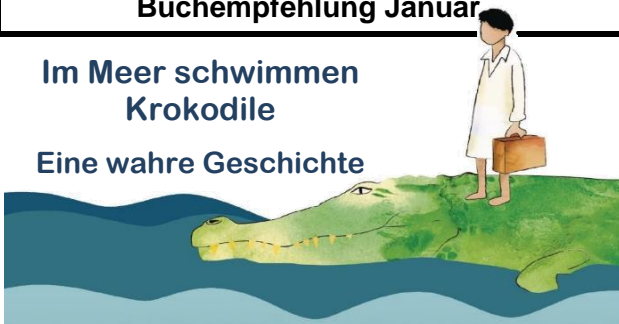 Buchempfehlung Januar
Im Meer schwimmen
Krokodile
Eine wahre Geschichte